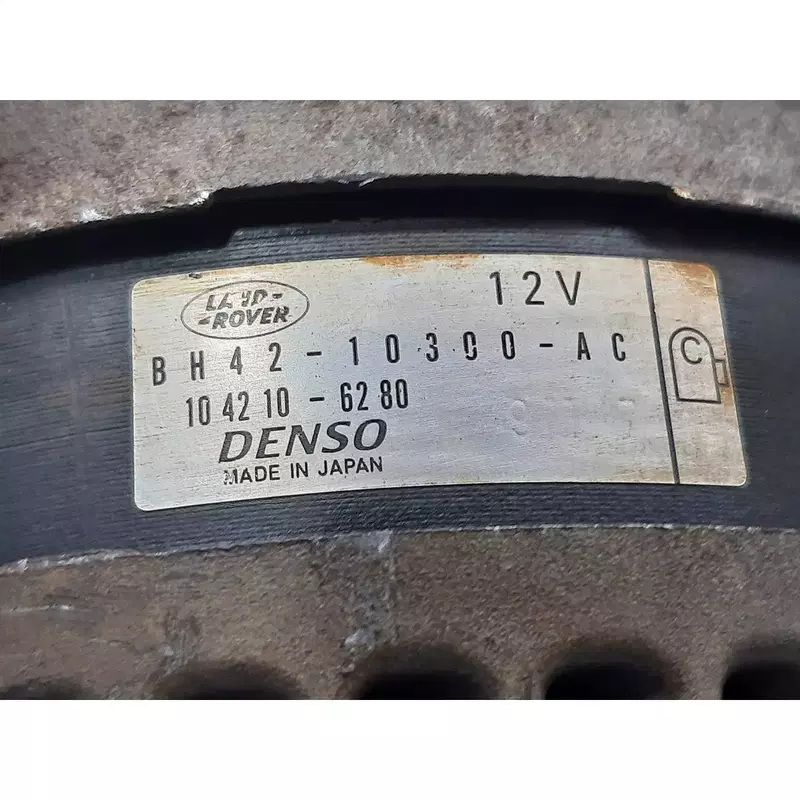 LAND-
-ROVER
12V
BH42-10300-AC
104210-6280
DENSO
MADE IN JAPAN
C